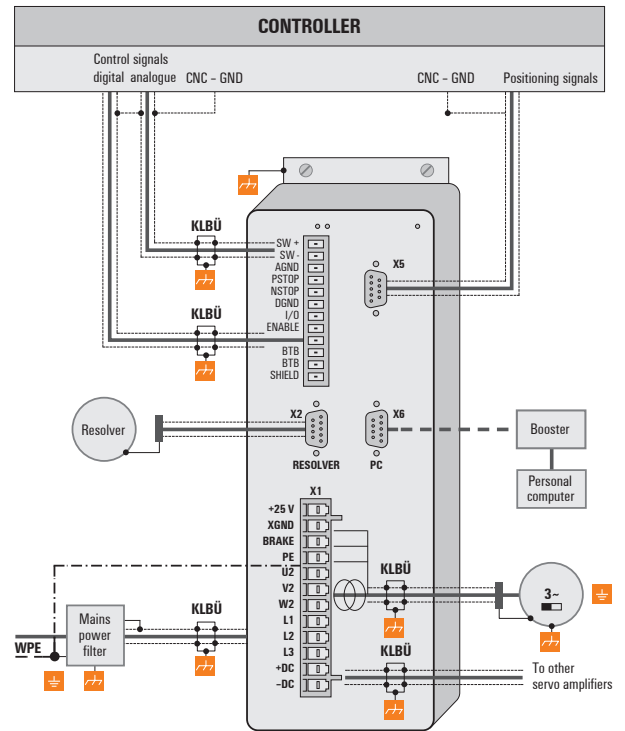 CONTROLLER
Control signals
digital analogue
CNC – GND
CNC – GND
Positioning signals
KLBÜ
SW +
SW -
AGND
PSTOP
NSTOP
DGND
I/O
ENABLE
BTB
BTB
SHIELD
X5
KLBÜ
Resolver
X2
RESOLVER
X6
PC
Booster
Personal
computer
X1
+25 V
XGND
BRAKE
PE
U2
V2
W2
L1
L2
L3
+DC
–DC
KLBÜ
3~
Mains
power
filter
WPE
KLBÜ
KLBÜ
To other
servo amplifiers